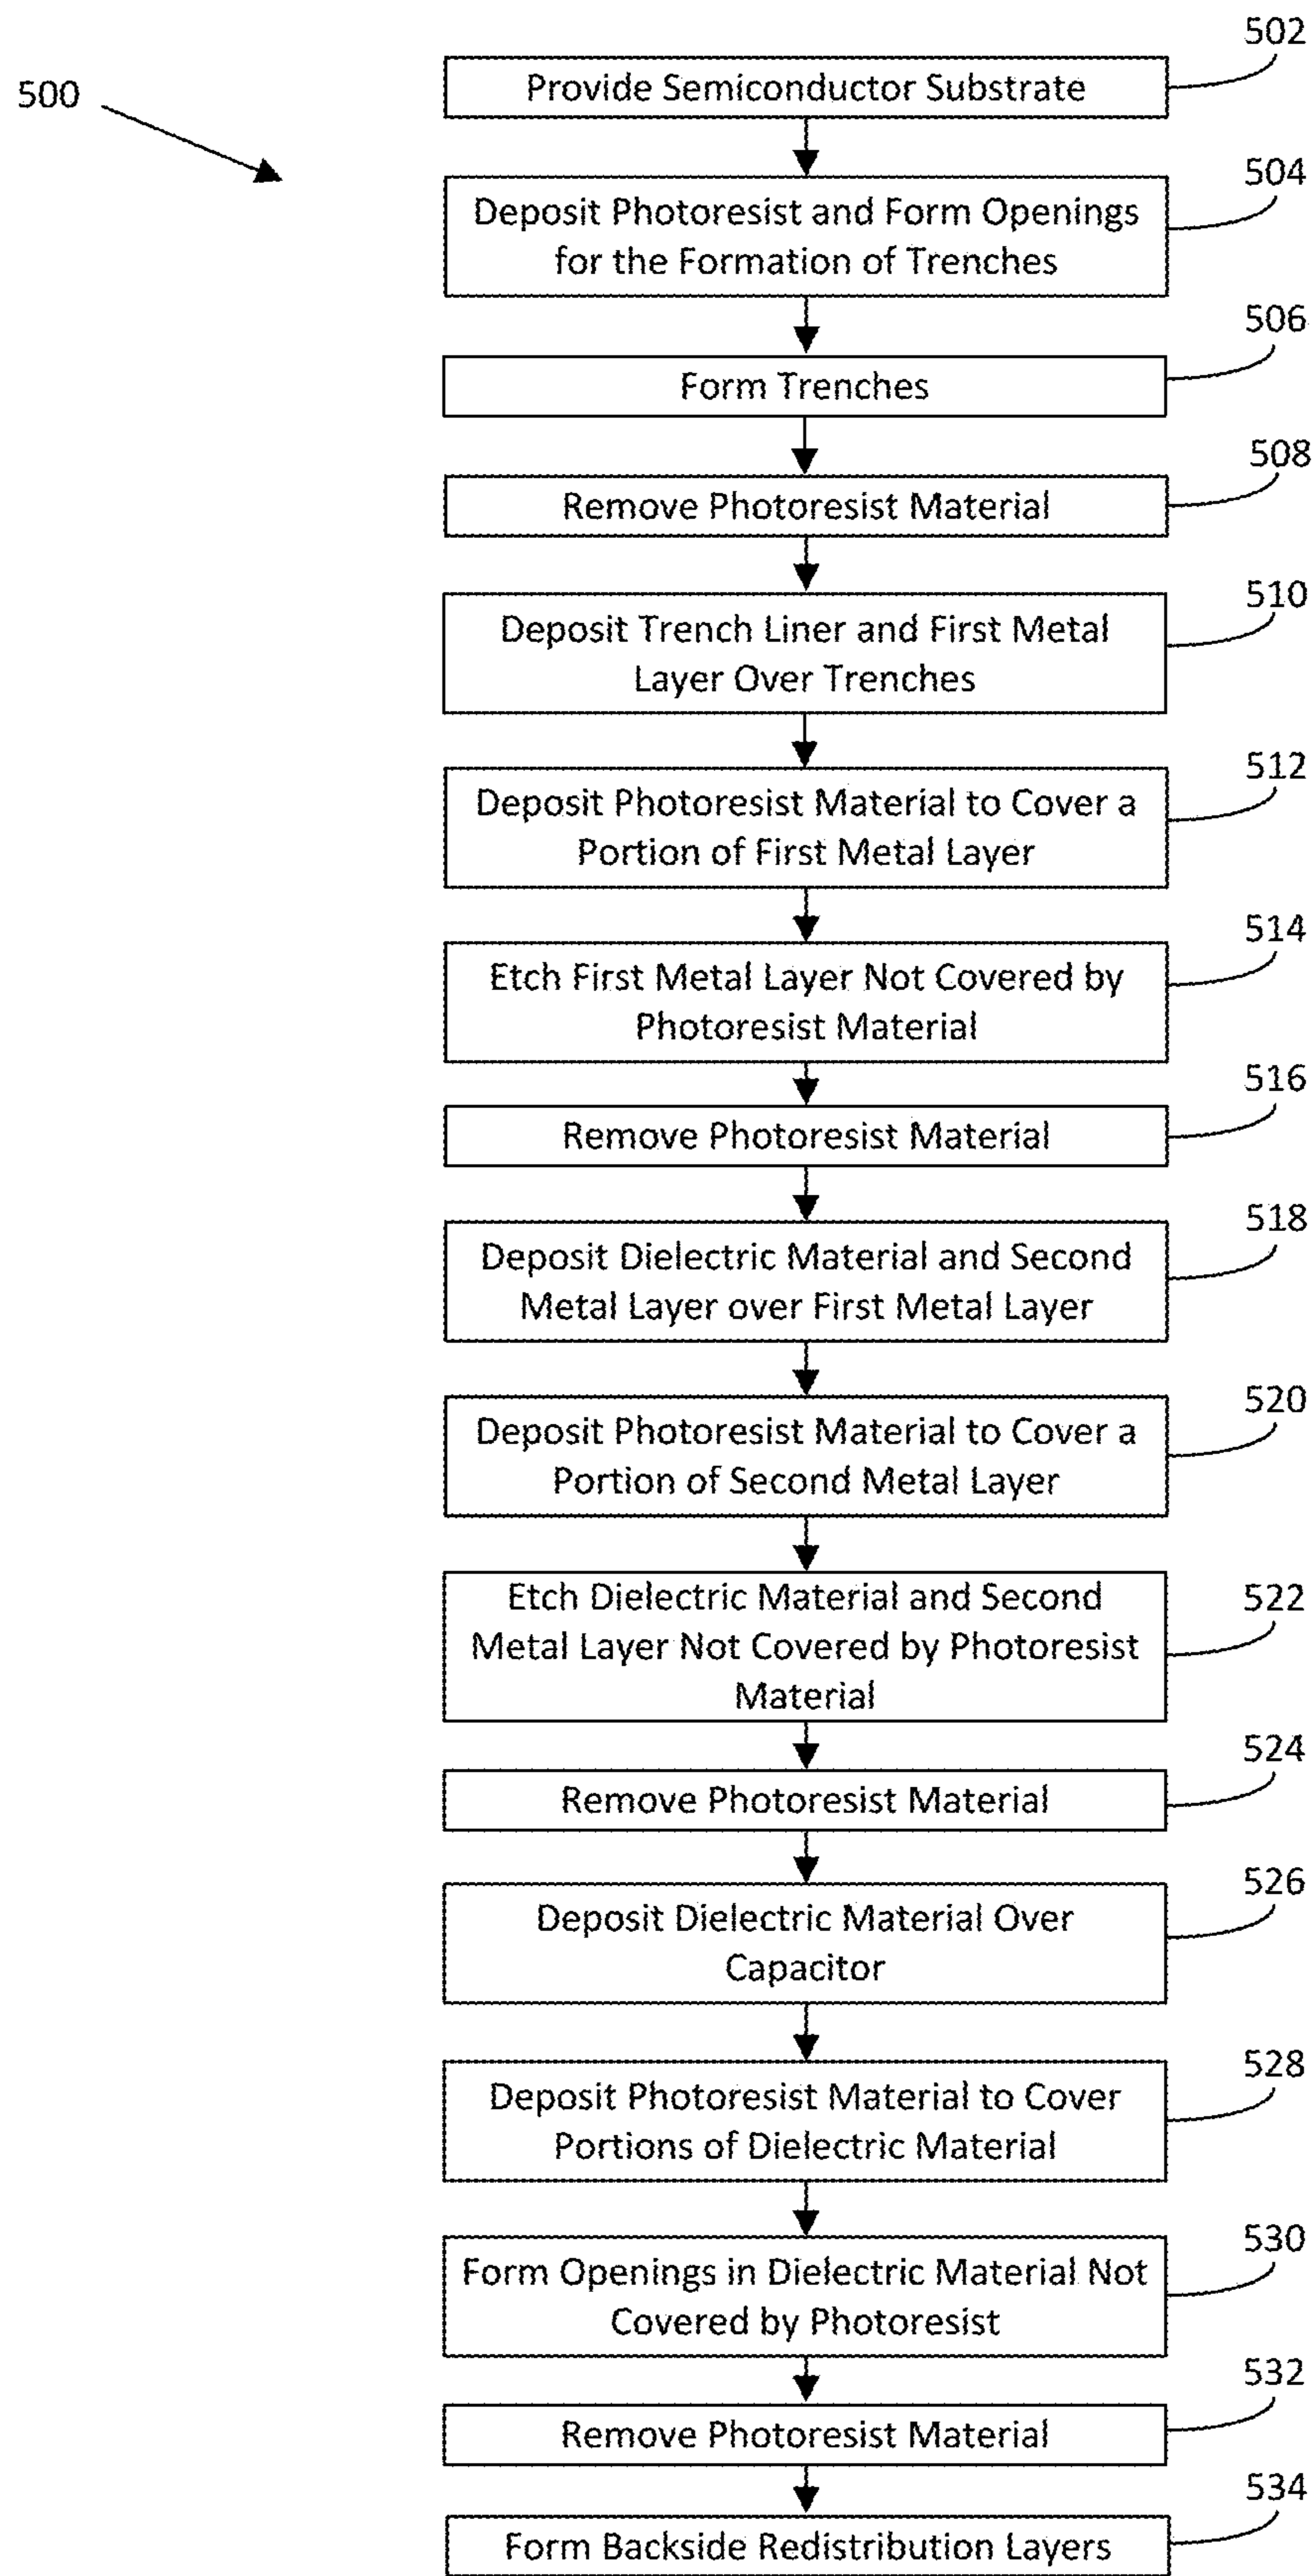 502
500
Provide Semiconductor Substrate
504
Deposit Photoresist and Form Openings
for the Formation of Trenches
506
Form Trenches
508
Remove Photoresist Material
510
Deposit Trench Liner and First Metal
Layer Over Trenches
512
Deposit Photoresist Material to Cover a
Portion of First Metal Layer
514
Etch First Metal Layer Not Covered by
Photoresist Material
516
Remove Photoresist Material
518
Deposit Dielectric Material and Second
Metal Layer over First Metal Layer
520
Deposit Photoresist Material to Cover a
Portion of Second Metal Layer
522
Etch Dielectric Material and Second
Metal Layer Not Covered by Photoresist
Material
524
Remove Photoresist Material
526
Deposit Dielectric Material Over
Capacitor
528
Deposit Photoresist Material to Cover
Portions of Dielectric Material
530
Form Openings in Dielectric Material Not
Covered by Photoresist
532
Remove Photoresist Material
534
Form Backside Redistribution Layers